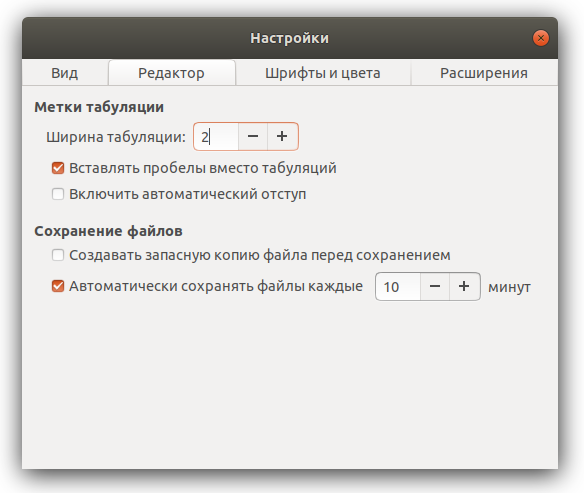 Настройки
Вид Редактор Шрифты и цвета Расширения
Метки табуляции
Ширина табуляции: 2 − +
Вставлять пробелы вместо табуляций
Включить автоматический отступ
Сохранение файлов
Создавать запасную копию файла перед сохранением
Автоматически сохранять файлы каждые 10 − + минут